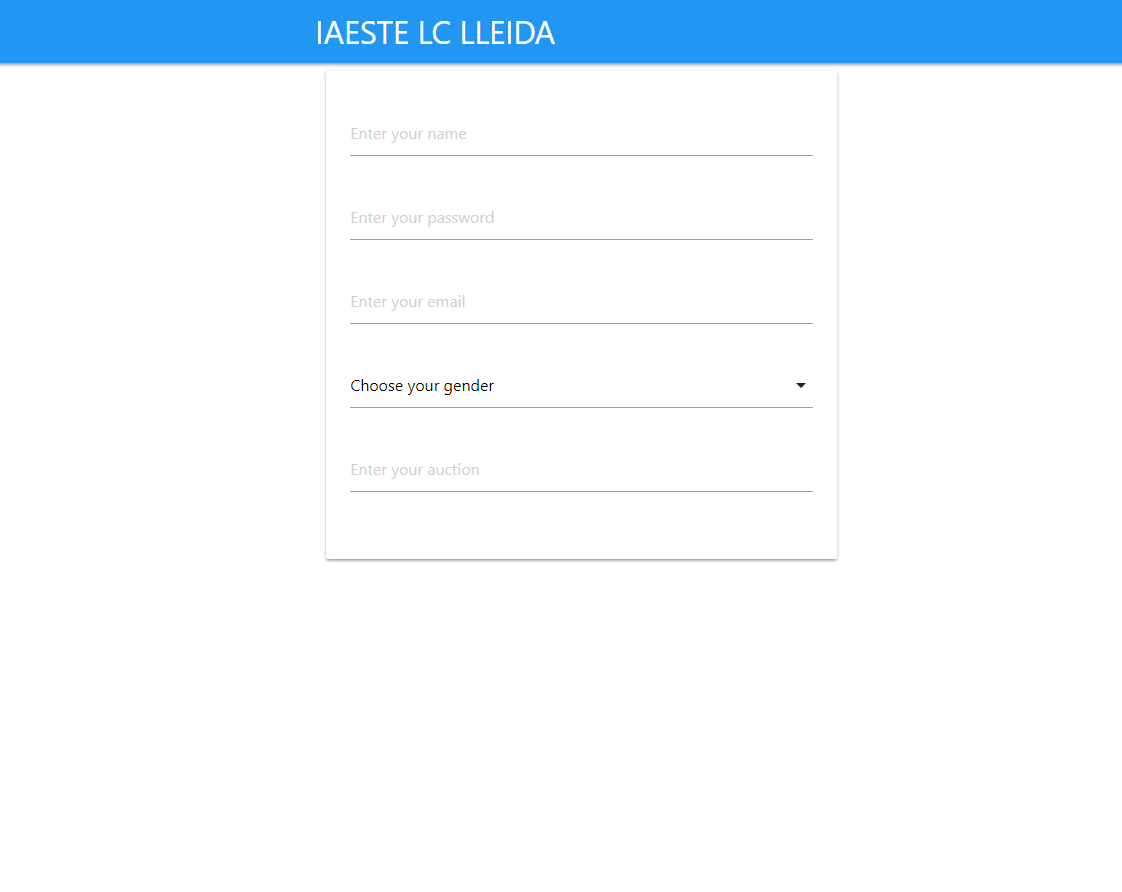 IAESTE LC LLEIDA
Enter your name
Enter your password
Enter your email
Choose your gender
Enter your auction